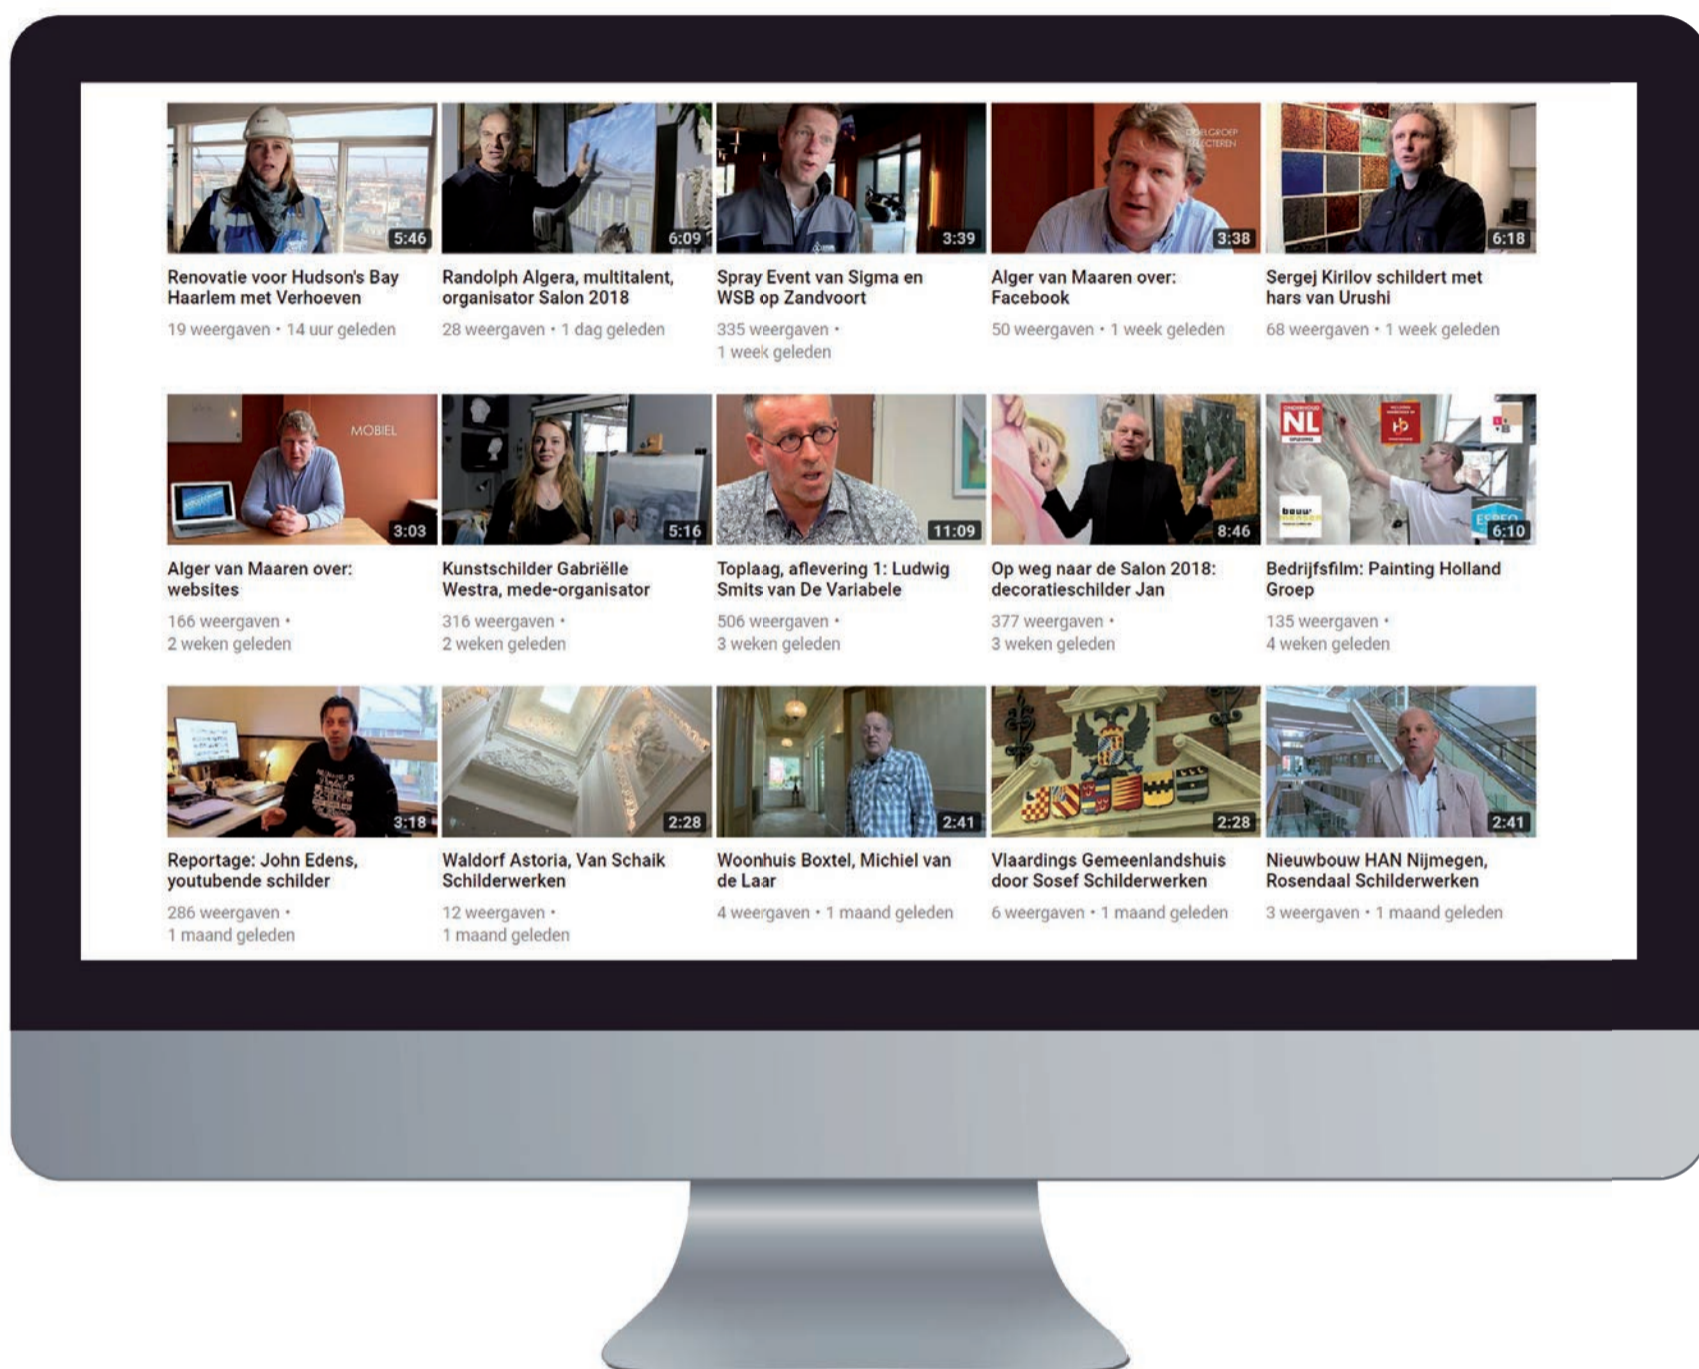 5:46
6:09
3:39
DOELGROEP
SELECTEREN
3:38
6:18
Renovatie voor Hudson's Bay
Haarlem met Verhoeven
19 weergaven • 14 uur geleden
Randolph Algera, multitalent,
organisator Salon 2018
28 weergaven • 1 dag geleden
Spray Event van Sigma en
WSB op Zandvoort
335 weergaven •
1 week geleden
Alger van Maaren over:
Facebook
50 weergaven • 1 week geleden
Sergej Kirilov schildert met
hars van Urushi
68 weergaven • 1 week geleden
MOBIEL
3:03
5:16
11:09
8:46
NL
6:10
Alger van Maaren over:
websites
166 weergaven •
2 weken geleden
Kunstschilder Gabriëlle
Westra, mede-organisator
316 weergaven •
2 weken geleden
Toplaag, aflevering 1: Ludwig
Smits van De Variabele
506 weergaven •
3 weken geleden
Op weg naar de Salon 2018:
decoratieschilder Jan
377 weergaven •
3 weken geleden
Bedrijfsfilm: Painting Holland
Groep
135 weergaven •
4 weken geleden
3:18
2:28
2:41
2:28
2:41
Reportage: John Edens,
youtubende schilder
286 weergaven •
1 maand geleden
Waldorf Astoria, Van Schaik
Schilderwerken
12 weergaven •
1 maand geleden
Woonhuis Boxtel, Michiel van
de Laar
4 weergaven • 1 maand geleden
Vlaardings Gemeenlandshuis
door Sosef Schilderwerken
6 weergaven • 1 maand geleden
Nieuwbouw HAN Nijmegen,
Rosendaal Schilderwerken
3 weergaven • 1 maand geleden